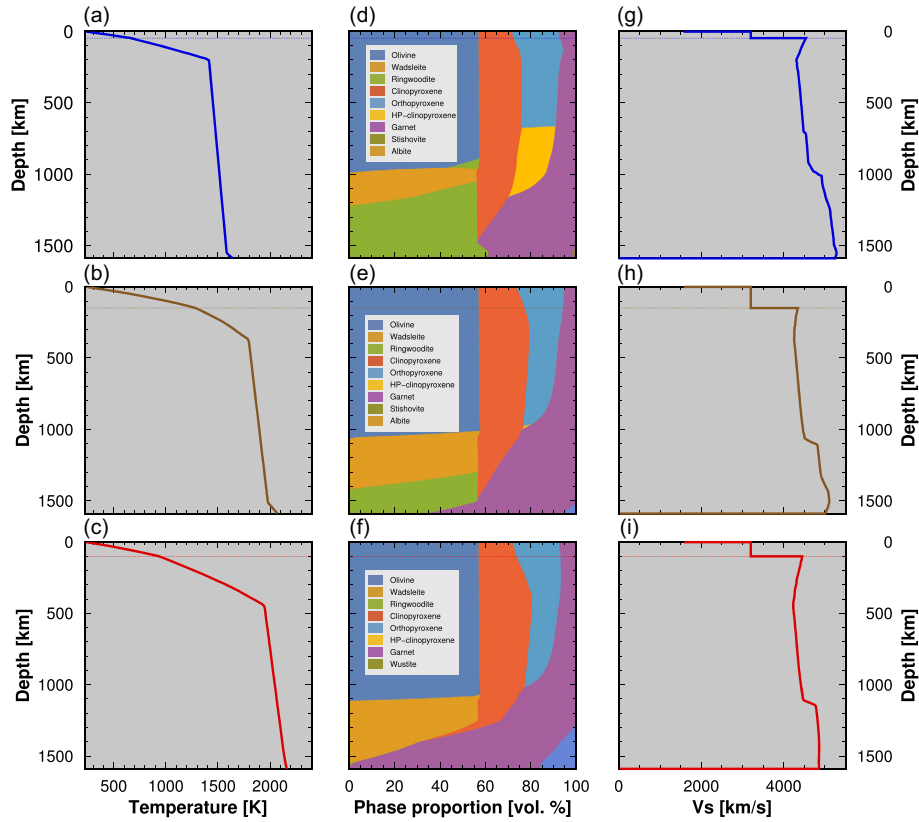 (a) (d) (g)
0 0
500 500
1000 1000
1500 1500
Depth [km] Depth [km]
Olivine
Wadsleite
Ringwoodite
Clinopyroxene
Orthopyroxene
HP−clinopyroxene
Garnet
Stishovite
Albite
(b) (e) (h)
0 0
500 500
1000 1000
1500 1500
Depth [km] Depth [km]
Olivine
Wadsleite
Ringwoodite
Clinopyroxene
Orthopyroxene
HP−clinopyroxene
Garnet
Stishovite
Albite
(c) (f) (i)
0 0
500 500
1000 1000
1500 1500
Depth [km] Depth [km]
Olivine
Wadsleite
Ringwoodite
Clinopyroxene
Orthopyroxene
HP−clinopyroxene
Garnet
Wustite
500 1000 1500 2000 0 20 40 60 80 100 0 2000 4000
Temperature [K] Phase proportion [vol. %] Vs [km/s]